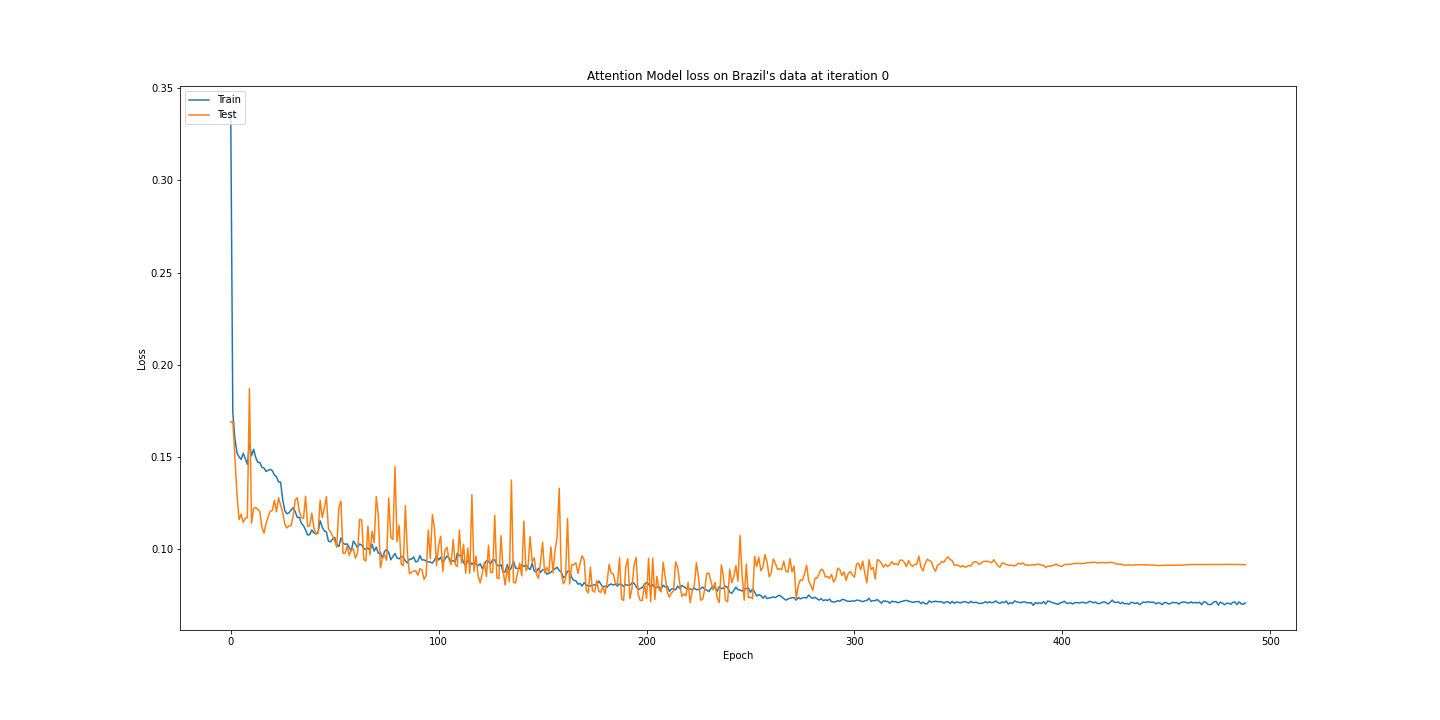 Attention Model loss on Brazil's data at iteration 0
Train
Test
0.35
0.30
0.25
0.20
0.15
0.10
Loss
0 100 200 300 400 500
Epoch